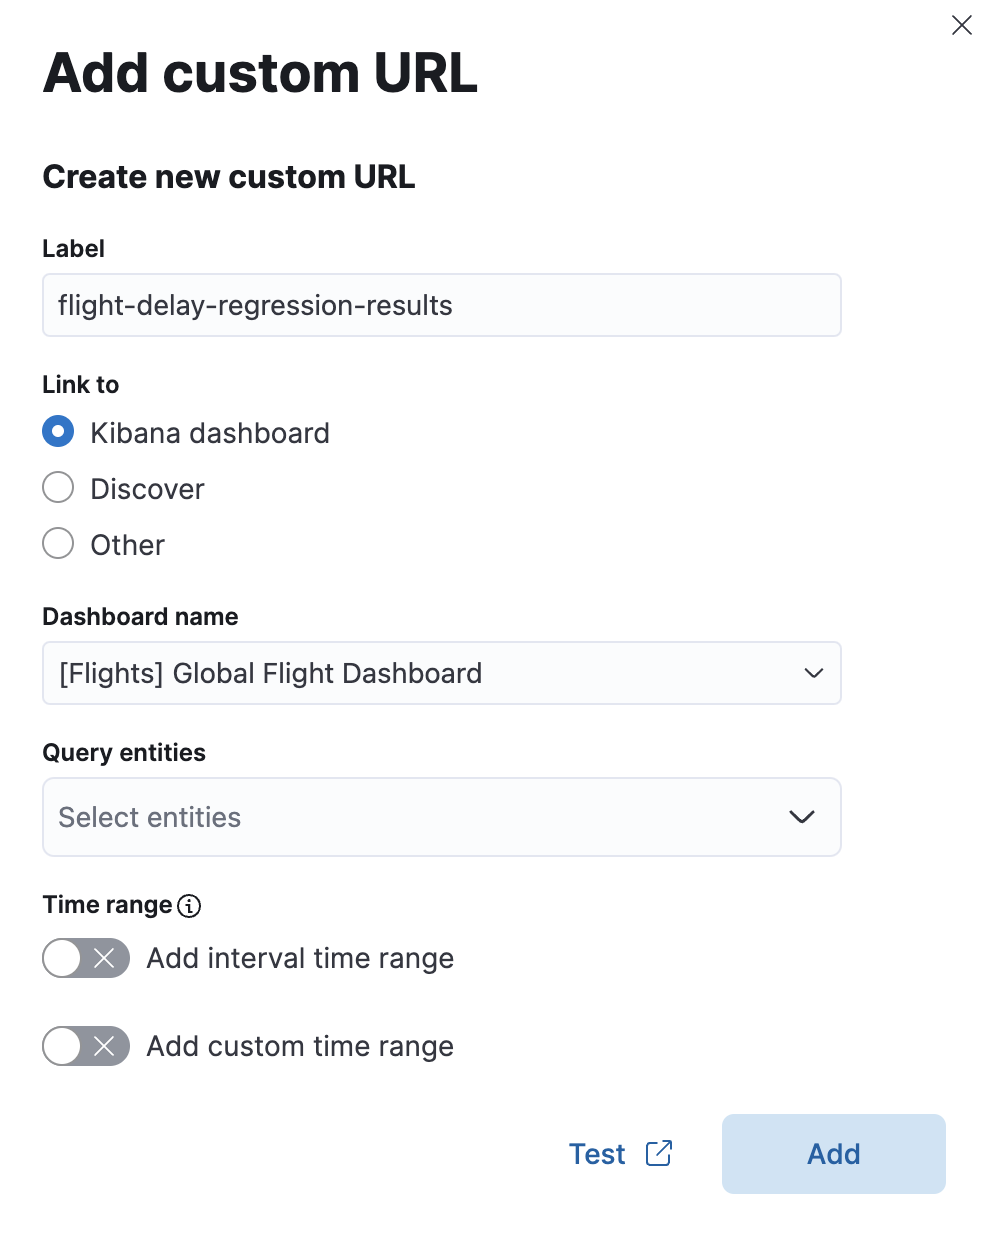 Add custom URL
Create new custom URL
Label
flight-delay-regression-results
Link to
Kibana dashboard
Discover
Other
Dashboard name
[Flights] Global Flight Dashboard
Query entities
Select entities
Time range
Add interval time range
Add custom time range
Test
Add